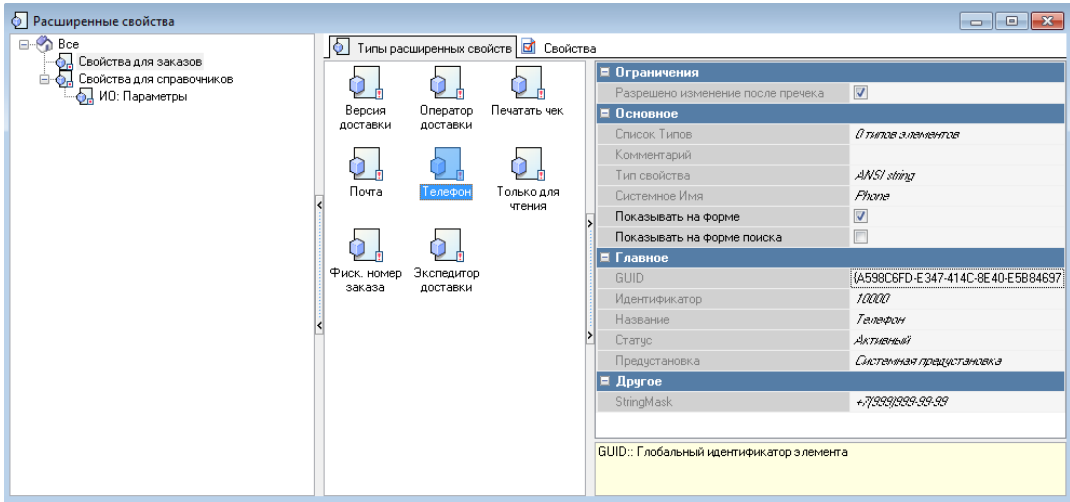 Расширенные свойства
Все
Свойства для заказов
Свойства для справочников
ИО: Параметры
Типы расширенных свойств
Свойства
Версия доставки
Оператор доставки
Печатать чек
Почта
Телефон
Только для чтения
Фиск. номер заказа
Экспедитор доставки
Ограничения
Разрешено изменение после пречека
Основное
Список Типов 0 типов элементов
Комментарий
Тип свойства ANSI string
Системное Имя Phone
Показывать на форме
Показывать на форме поиска
Главное
GUID {A598C6FD-E347-414C-8E40-E5B84697
Идентификатор 10000
Название Телефон
Статус Активный
Предустановка Системная предустановка
Другое
StringMask +7(999)999-99-99
GUID:: Глобальный идентификатор элемента